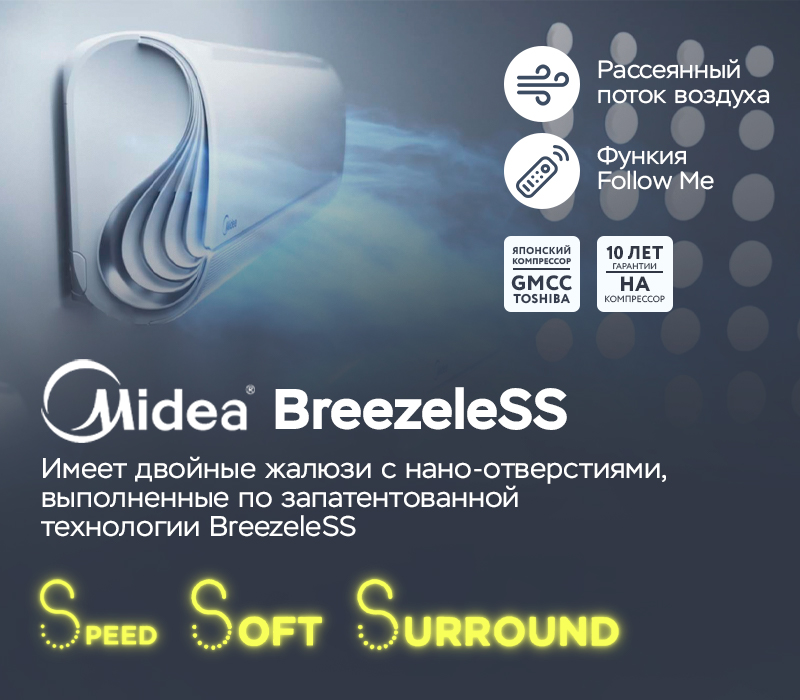 Рассеянный
поток воздуха
Функия
Follow Me
ЯПОНСКИЙ
КОМПРЕССОР
GMCC
TOSHIBA
10 ЛЕТ
ГАРАНТИИ
НА
КОМПРЕССОР
Midea
Midea® BreezeleSS
Имеет двойные жалюзи с нано-отверстиями,
выполненные по запатентованной
технологии BreezeleSS
SPEED SOFT SURROUND